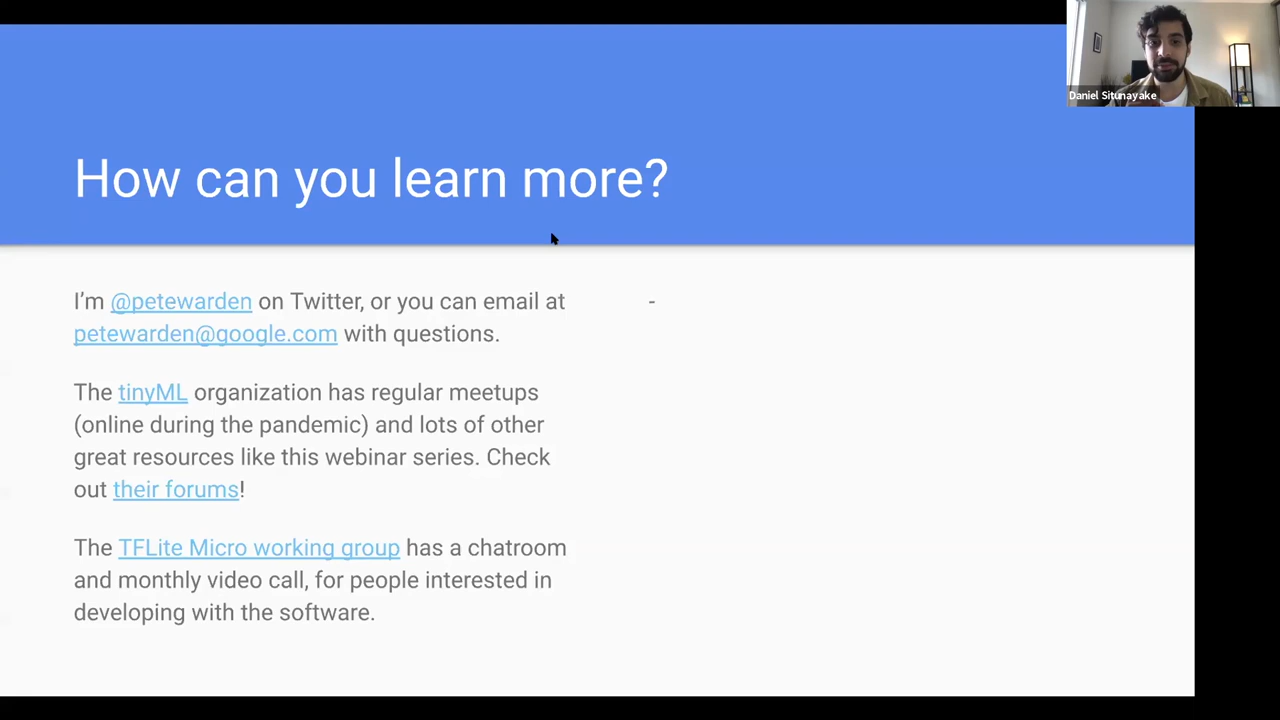 Daniel Situnayake
How can you learn more?
I’m @petewarden on Twitter, or you can email at
petewarden@google.com with questions.
The tinyML organization has regular meetups
(online during the pandemic) and lots of other
great resources like this webinar series. Check
out their forums!
The TFLite Micro working group has a chatroom
and monthly video call, for people interested in
developing with the software.
-